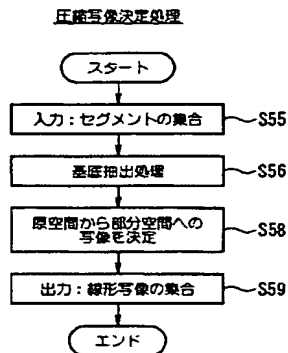 圧縮写像決定処理
スタート
入力：セグメントの集合
S55
基底抽出処理
S56
原空間から部分空間への
写像を決定
S58
出力：線形写像の集合
S59
エンド